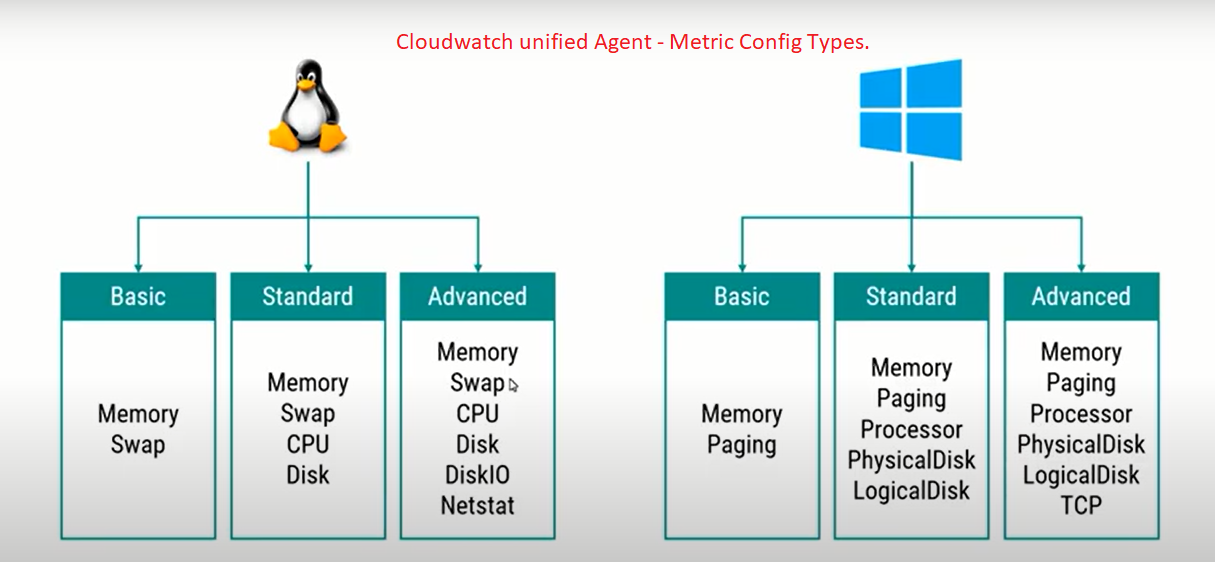 Cloudwatch unified Agent - Metric Config Types.
Basic
Memory
Swap
Standard
Memory
Swap
CPU
Disk
Advanced
Memory
Swap
CPU
Disk
DiskIO
Netstat
Basic
Memory
Paging
Standard
Memory
Paging
Processor
PhysicalDisk
LogicalDisk
Advanced
Memory
Paging
Processor
PhysicalDisk
LogicalDisk
TCP